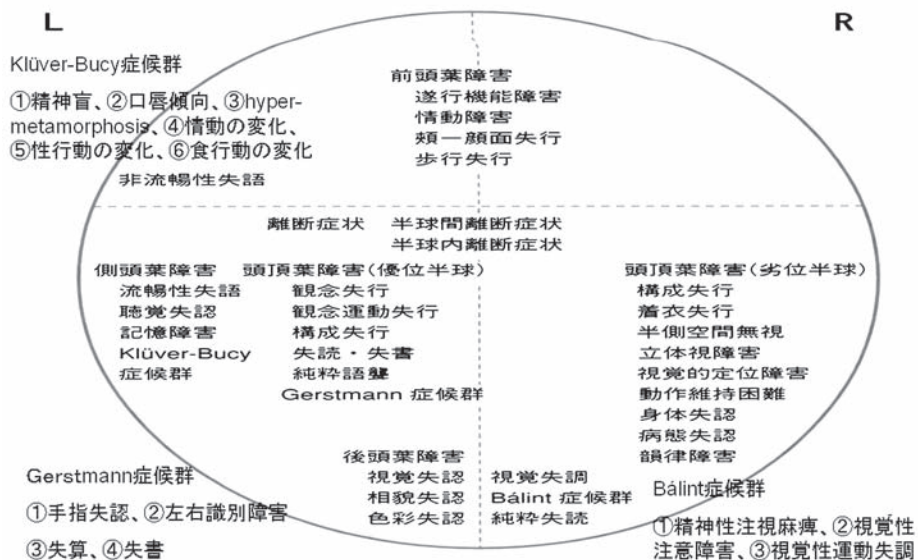 L
R
Klüver-Bucy症候群
①精神盲、②口唇傾向、③hyper-
metamorphosis、④情動の変化、
⑤性行動の変化、⑥食行動の変化
非流暢性失語
前頭葉障害
遂行機能障害
情動障害
頬―顔面失行
歩行失行
離断症状 半球間離断症状
半球内離断症状
側頭葉障害
流暢性失語
聴覚失認
記憶障害
Klüver-Bucy
症候群
頭頂葉障害(優位半球)
観念失行
観念運動失行
構成失行
失読・失書
純粋語聾
Gerstmann 症候群
頭頂葉障害(劣位半球)
構成失行
着衣失行
半側空間無視
立体視障害
視覚的定位障害
動作維持困難
身体失認
病態失認
韻律障害
後頭葉障害
視覚失認 視覚失調
相貌失認 Bálint 症候群
色彩失認 純粋失読
Gerstmann症候群
①手指失認、②左右識別障害
③失算、④失書
Bálint症候群
①精神性注視麻痺、②視覚性
注意障害、③視覚性運動失調